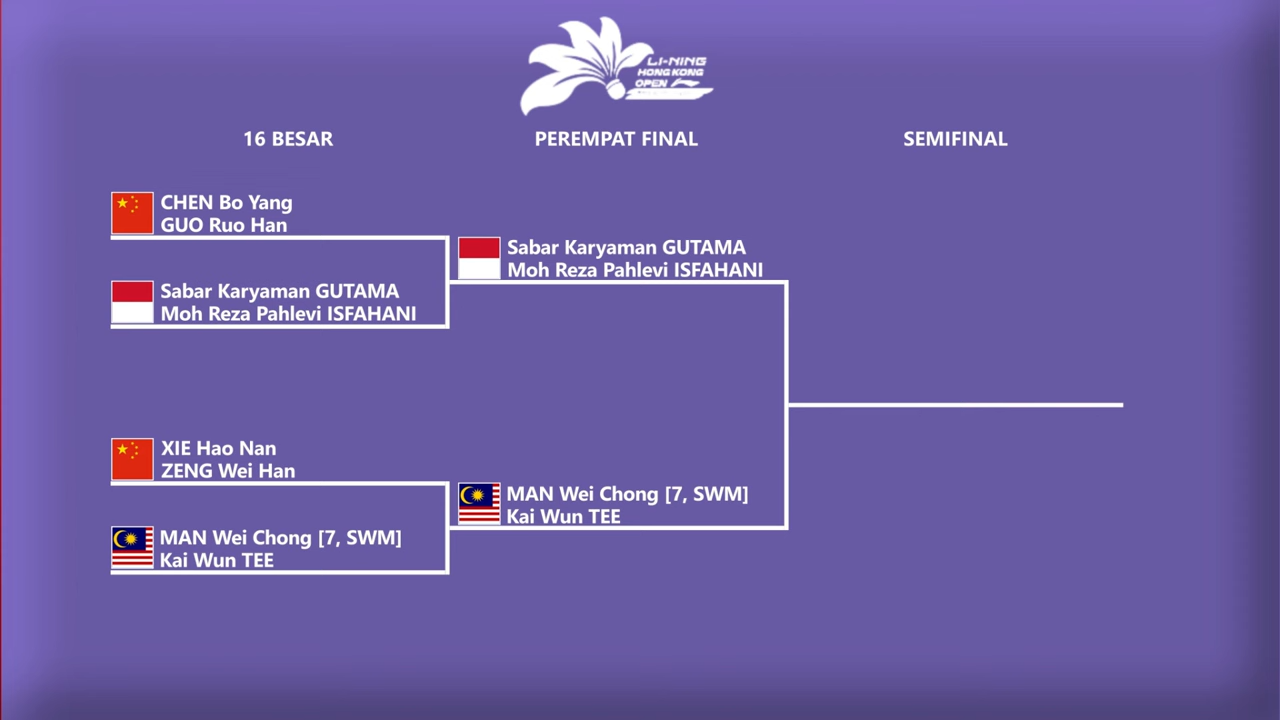 LI-NING
HONG KONG
OPEN
16 BESAR
PEREMPAT FINAL
SEMIFINAL
CHEN Bo Yang
GUO Ruo Han
Sabar Karyaman GUTAMA
Moh Reza Pahlevi ISFAHANI
Sabar Karyaman GUTAMA
Moh Reza Pahlevi ISFAHANI
XIE Hao Nan
ZENG Wei Han
MAN Wei Chong [7, SWM]
Kai Wun TEE
MAN Wei Chong [7, SWM]
Kai Wun TEE